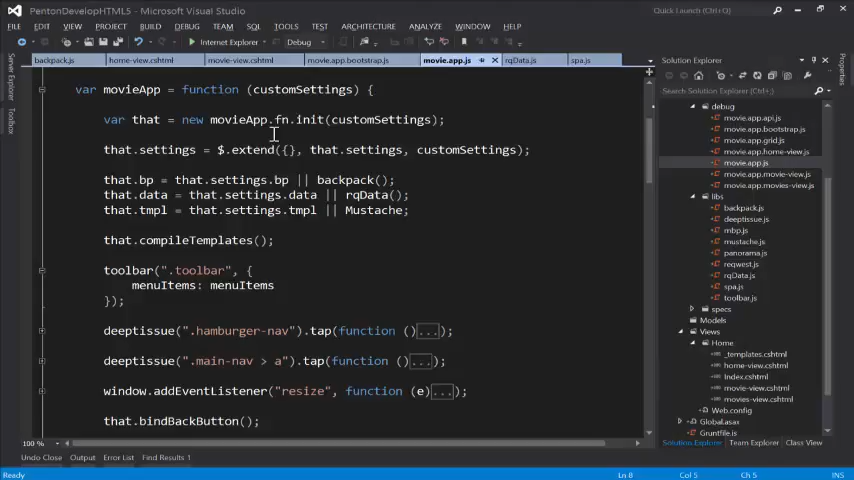 PentonDevelopHTML5 - Microsoft Visual Studio
Quick Launch (Ctrl+Q)
FILE EDIT VIEW PROJECT BUILD DEBUG TEAM SQL TOOLS TEST ARCHITECTURE ANALYZE WINDOW HELP
Internet Explorer Debug
backpack.js home-view.cshtml movie-view.cshtml movie.app.bootstrap.js movie.app.js rqData.js spa.js
Solution Explorer
Server Explorer
Toolbox
Properties
Search Solution Explorer (Ctrl+;)
var movieApp = function (customSettings) {
var that = new movieApp.fn.init(customSettings);
that.settings = $.extend({}, that.settings, customSettings);
that.bp = that.settings.bp || backpack();
that.data = that.settings.data || rqData();
that.tmpl = that.settings.tmpl || Mustache;
that.compileTemplates();
toolbar(".toolbar", {
menuItems: menuItems
});
deeptissue(".hamburger-nav").tap(function ()...);
deeptissue(".main-nav > a").tap(function ()...);
window.addEventListener("resize", function (e)...);
that.bindBackButton();
debug
movie.app.api.js
movie.app.bootstrap.js
movie.app.grid.js
movie.app.home-view.js
movie.app.js
movie.app.movie-view.js
movie.app.movies-view.js
libs
backpack.js
deeptissue.js
mbp.js
mustache.js
panorama.js
reqwest.js
rqData.js
spa.js
toolbar.js
specs
Models
Views
Home
_templates.cshtml
home-view.cshtml
Index.cshtml
movie-view.cshtml
movies-view.cshtml
Web.config
Global.asax
Gruntfile.js
100 %
Solution Explorer Team Explorer Class View
Undo Close Output Error List Find Results 1
Ready
Ln 8 Col 5 Ch 5 INS